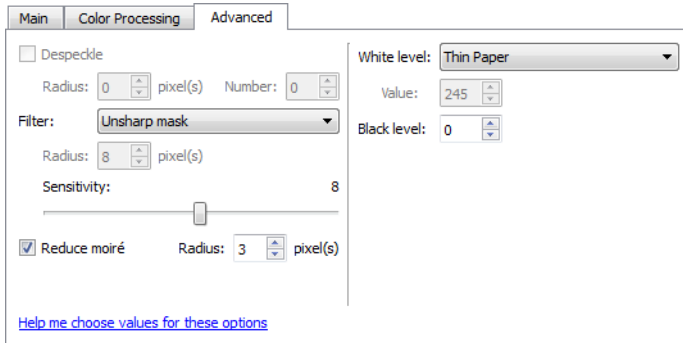 Main Color Processing Advanced
Despeckle
Radius: 0 pixel(s) Number: 0
Filter: Unsharp mask
Radius: 8 pixel(s)
Sensitivity: 8
Reduce moiré Radius: 3 pixel(s)
Help me choose values for these options
White level: Thin Paper
Value: 245
Black level: 0